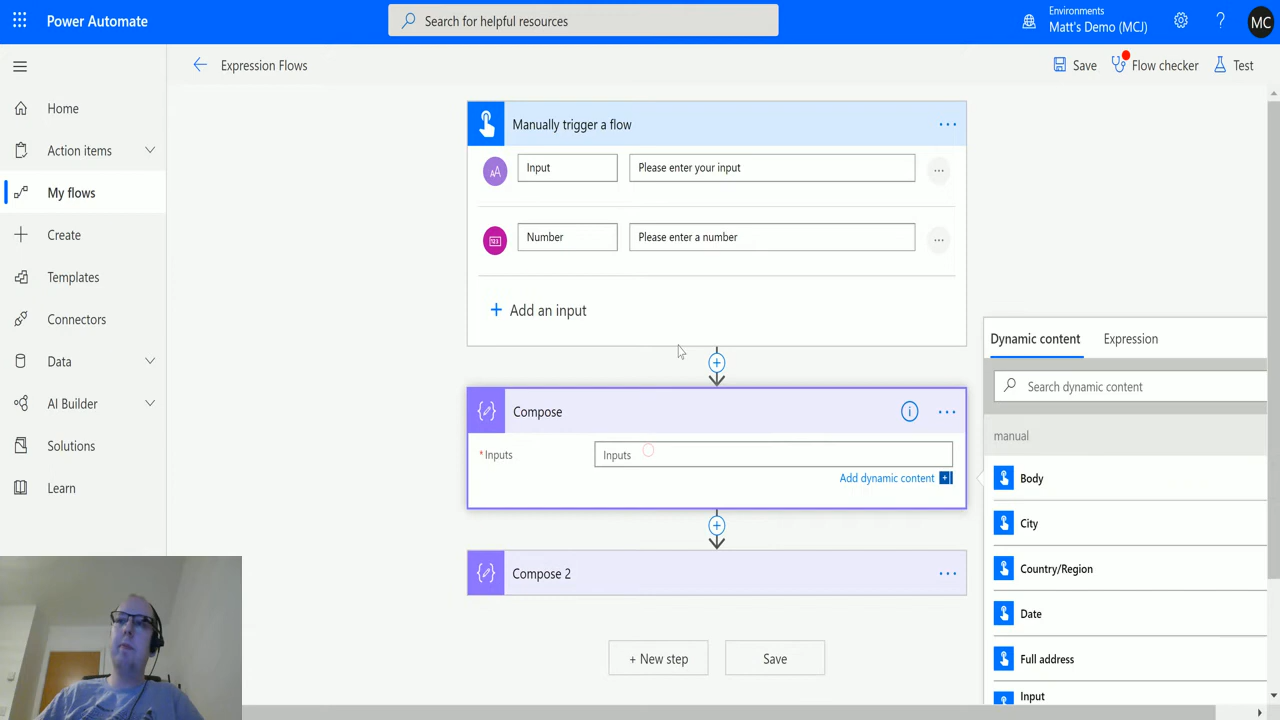 Power Automate
Search for helpful resources
Environments
Matt's Demo (MCJ)
?
MC
Expression Flows
Save
Flow checker
Test
Home
Action items
My flows
Create
Templates
Connectors
Data
AI Builder
Solutions
Learn
Manually trigger a flow
Input
Please enter your input
Number
Please enter a number
+ Add an input
Compose
* Inputs
Inputs
Add dynamic content
Compose 2
+ New step
Save
Dynamic content
Expression
Search dynamic content
manual
Body
City
Country/Region
Date
Full address
Input